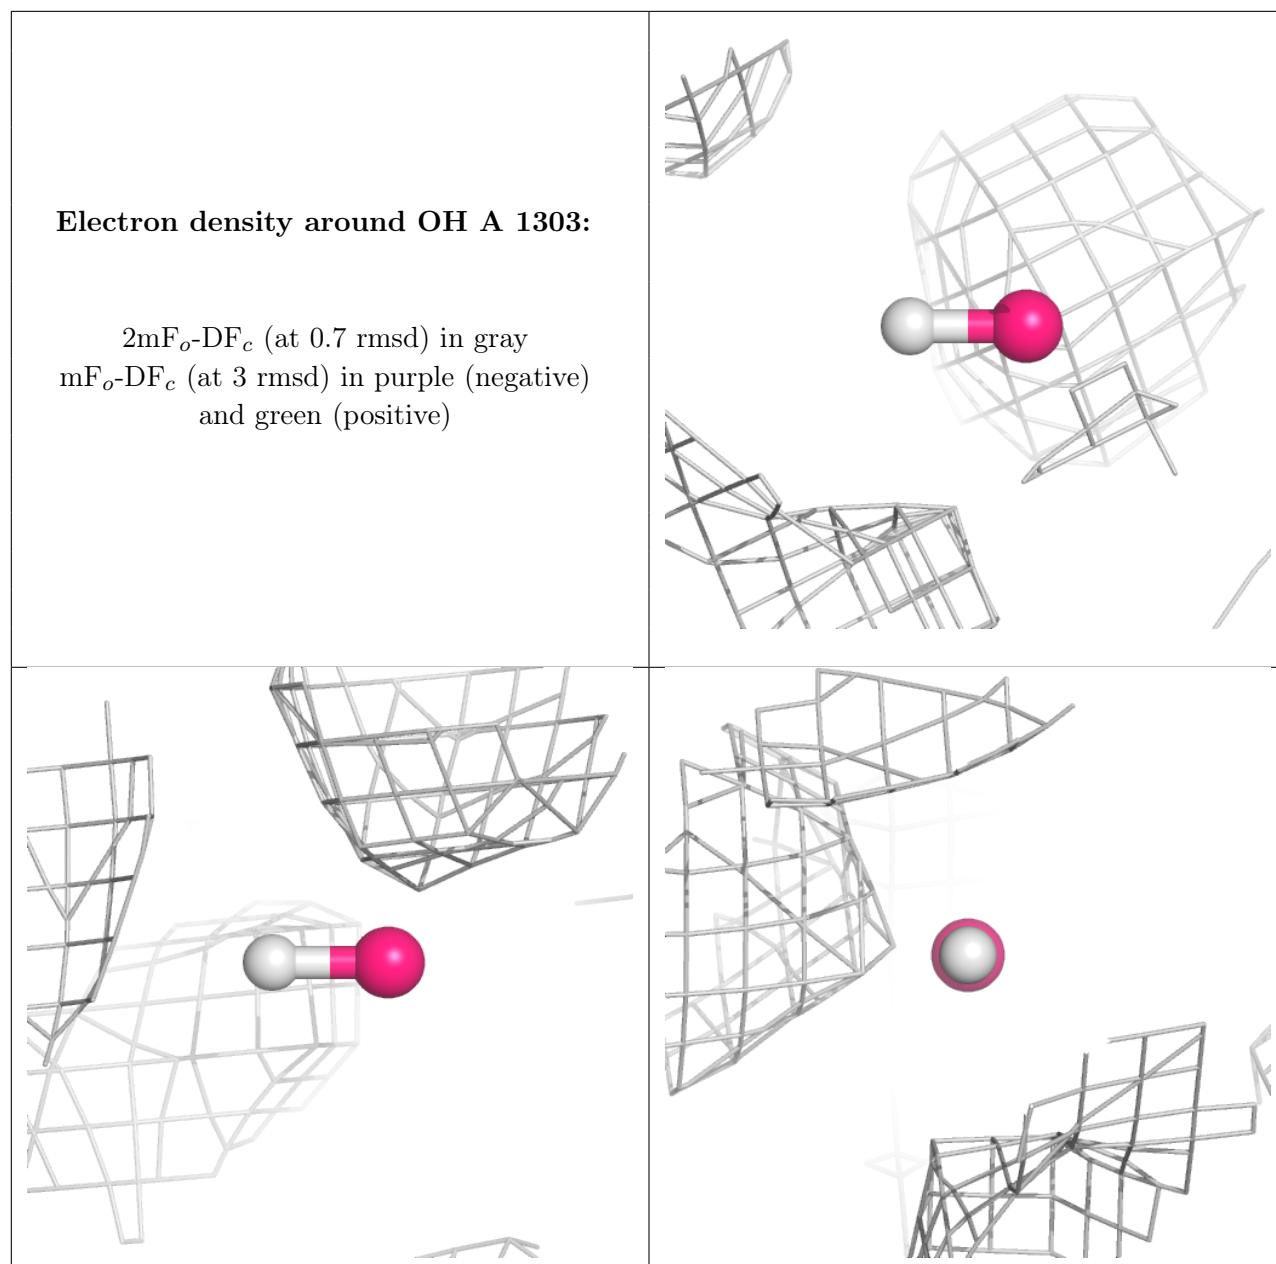 Electron density around OH A 1303:
2mFo-DFc (at 0.7 rmsd) in gray
mFo-DFc (at 3 rmsd) in purple (negative)
and green (positive)